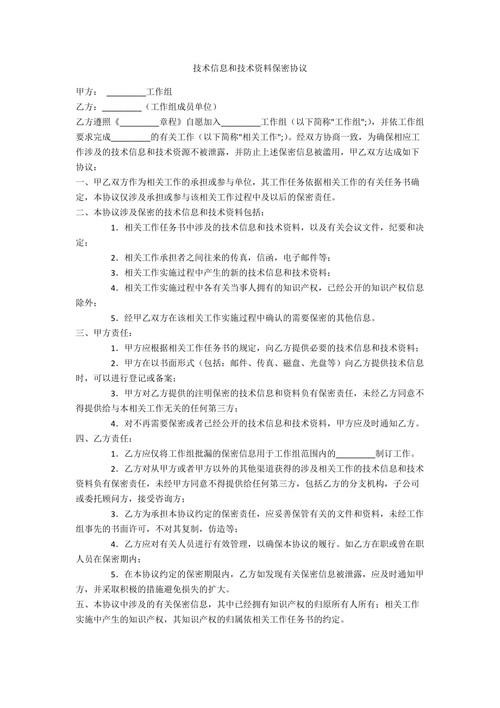 技术信息和技术资料保密协议
甲方： _________工作组
乙方：_________（工作组成员单位）
乙方遵照《_________章程》自愿加入_________工作组（以下简称"工作组";），并依工作组
要求完成_________的有关工作（以下简称"相关工作";）。经双方协商一致，为确保相应工
作涉及的技术信息和技术资源不被泄露，并防止上述保密信息被滥用，甲乙双方达成如下
协议：
一、甲乙双方作为相关工作的承担或参与单位，其工作任务依据相关工作的有关任务书确
定，本协议仅涉及承担或参与该相关工作过程中及以后的保密责任。
二、本协议涉及保密的技术信息和技术资料包括：
1．相关工作任务书中涉及的技术信息和技术资料，以及有关会议文件，纪要和决
定；
2．相关工作承担者之间往来的传真，信函，电子邮件等；
3．相关工作实施过程中产生的新的技术信息和技术资料；
4．相关工作实施过程中各有关当事人拥有的知识产权，已经公开的知识产权信息
除外；
5．经甲乙双方在该相关工作实施过程中确认的需要保密的其他信息。
三、甲方责任：
1．甲方应根据相关工作任务书的规定，向乙方提供必要的技术信息和技术资料；
2．甲方在以书面形式（包括：邮件、传真、磁盘、光盘等）向乙方提供技术信息
时，可以进行登记或备案；
3．甲方对乙方提供的注明保密的技术信息和资料负有保密责任，未经乙方同意不
得提供给与本相关工作无关的任何第三方；
4．对不再需要保密或者已经公开的技术信息和技术资料，甲方应及时通知乙方。
四、乙方责任：
1．乙方应仅将工作组批漏的保密信息用于工作组范围内的_________制订工作。
2．乙方对从甲方或者甲方以外的其他渠道获得的涉及相关工作的技术信息和技术
资料负有保密责任，未经甲方同意不得提供给任何第三方，包括乙方的分支机构，子公司
或委托顾问方，接受咨询方；
3．乙方为承担本协议约定的保密责任，应妥善保管有关的文件和资料，未经工作
组事先的书面许可，不对其复制，仿造等；
4．乙方应对有关人员进行有效管理，以确保本协议的履行。如乙方在职或曾在职
人员在保密期内；
5．在本协议约定的保密期限内，乙方如发现有关保密信息被泄露，应及时通知甲
方，并采取积极的措施避免损失的扩大。
五、本协议中涉及的有关保密信息，其中已经拥有知识产权的归原所有人所有；相关工作
实施中产生的知识产权，其知识产权的归属依相关工作任务书的约定。